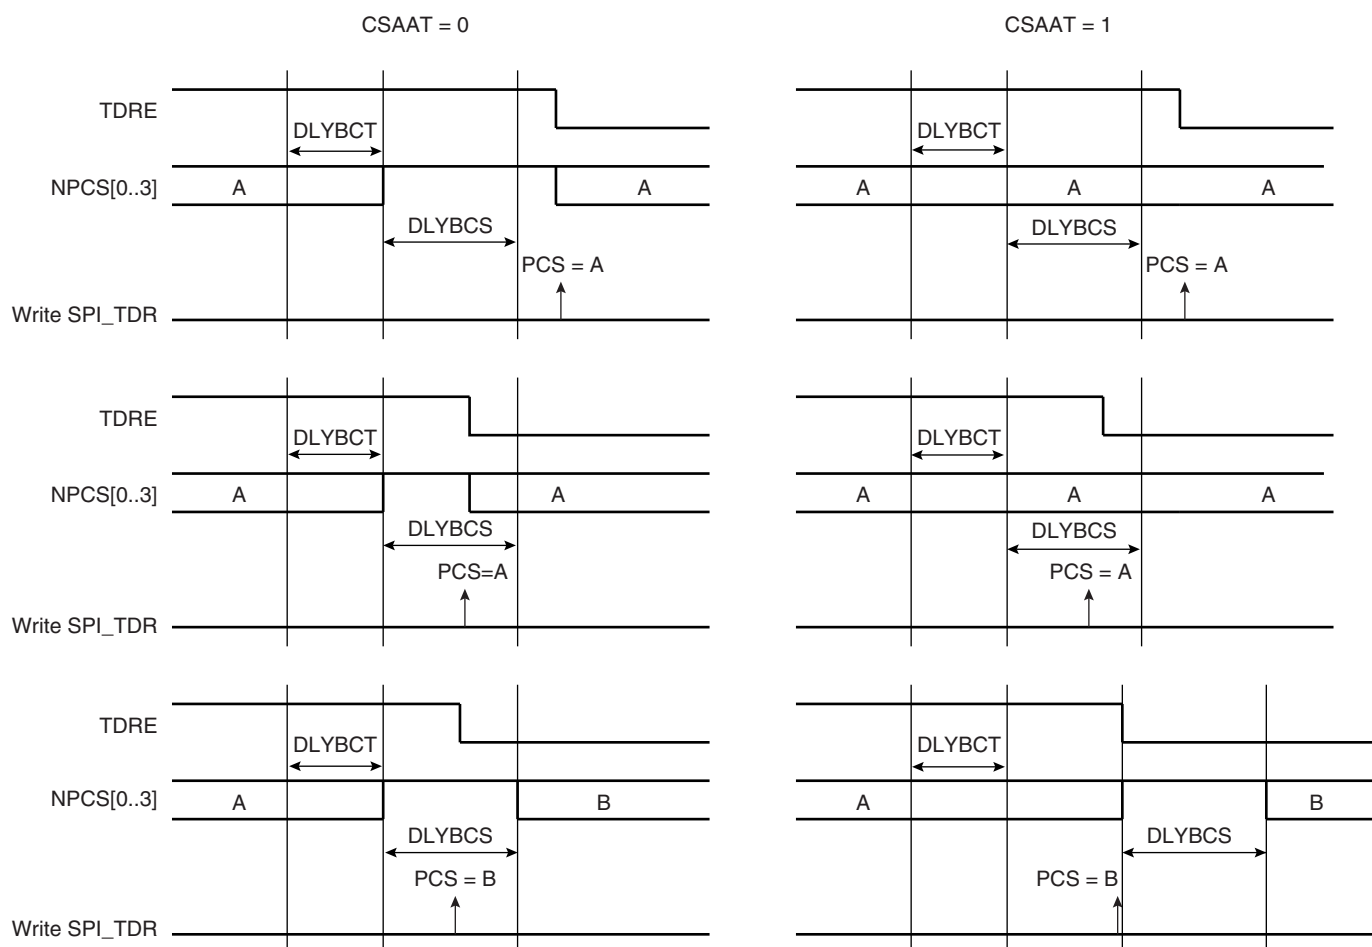 CSAAT = 0
CSAAT = 1
TDRE
DLYBCT
DLYBCT
NPCS[0..3]
A
A
A
A
A
DLYBCS
DLYBCS
PCS = A
PCS = A
Write SPI_TDR
TDRE
DLYBCT
DLYBCT
NPCS[0..3]
A
A
A
A
A
DLYBCS
DLYBCS
PCS=A
PCS = A
Write SPI_TDR
TDRE
DLYBCT
DLYBCT
NPCS[0..3]
A
B
A
B
DLYBCS
DLYBCS
PCS = B
PCS = B
Write SPI_TDR